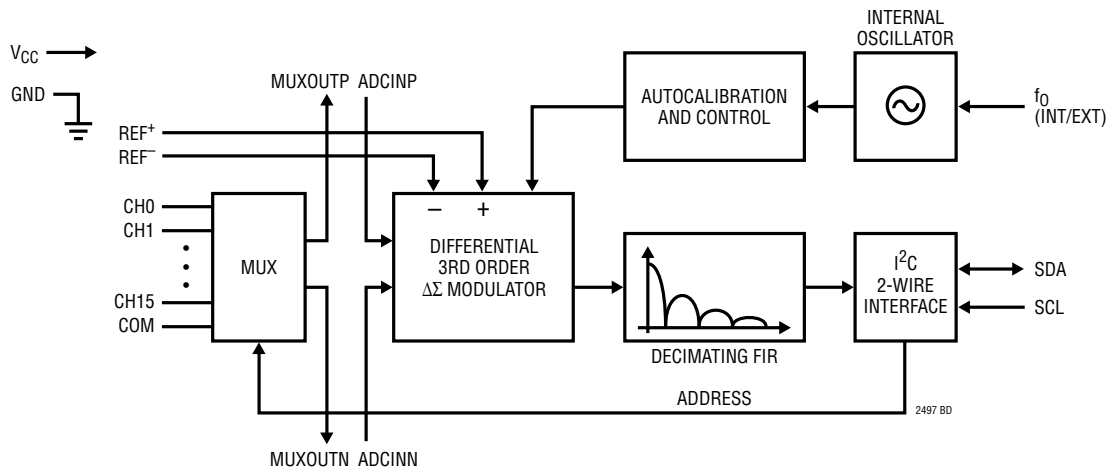 INTERNAL
OSCILLATOR
VCC
GND
MUXOUTP ADCINP
AUTOCALIBRATION
AND CONTROL
fO
(INT/EXT)
REF+
REF–
CH0
CH1
CH15
COM
MUX
– +
DIFFERENTIAL
3RD ORDER
ΔΣ MODULATOR
DECIMATING FIR
I2C
2-WIRE
INTERFACE
SDA
SCL
ADDRESS
2497 BD
MUXOUTN ADCINN